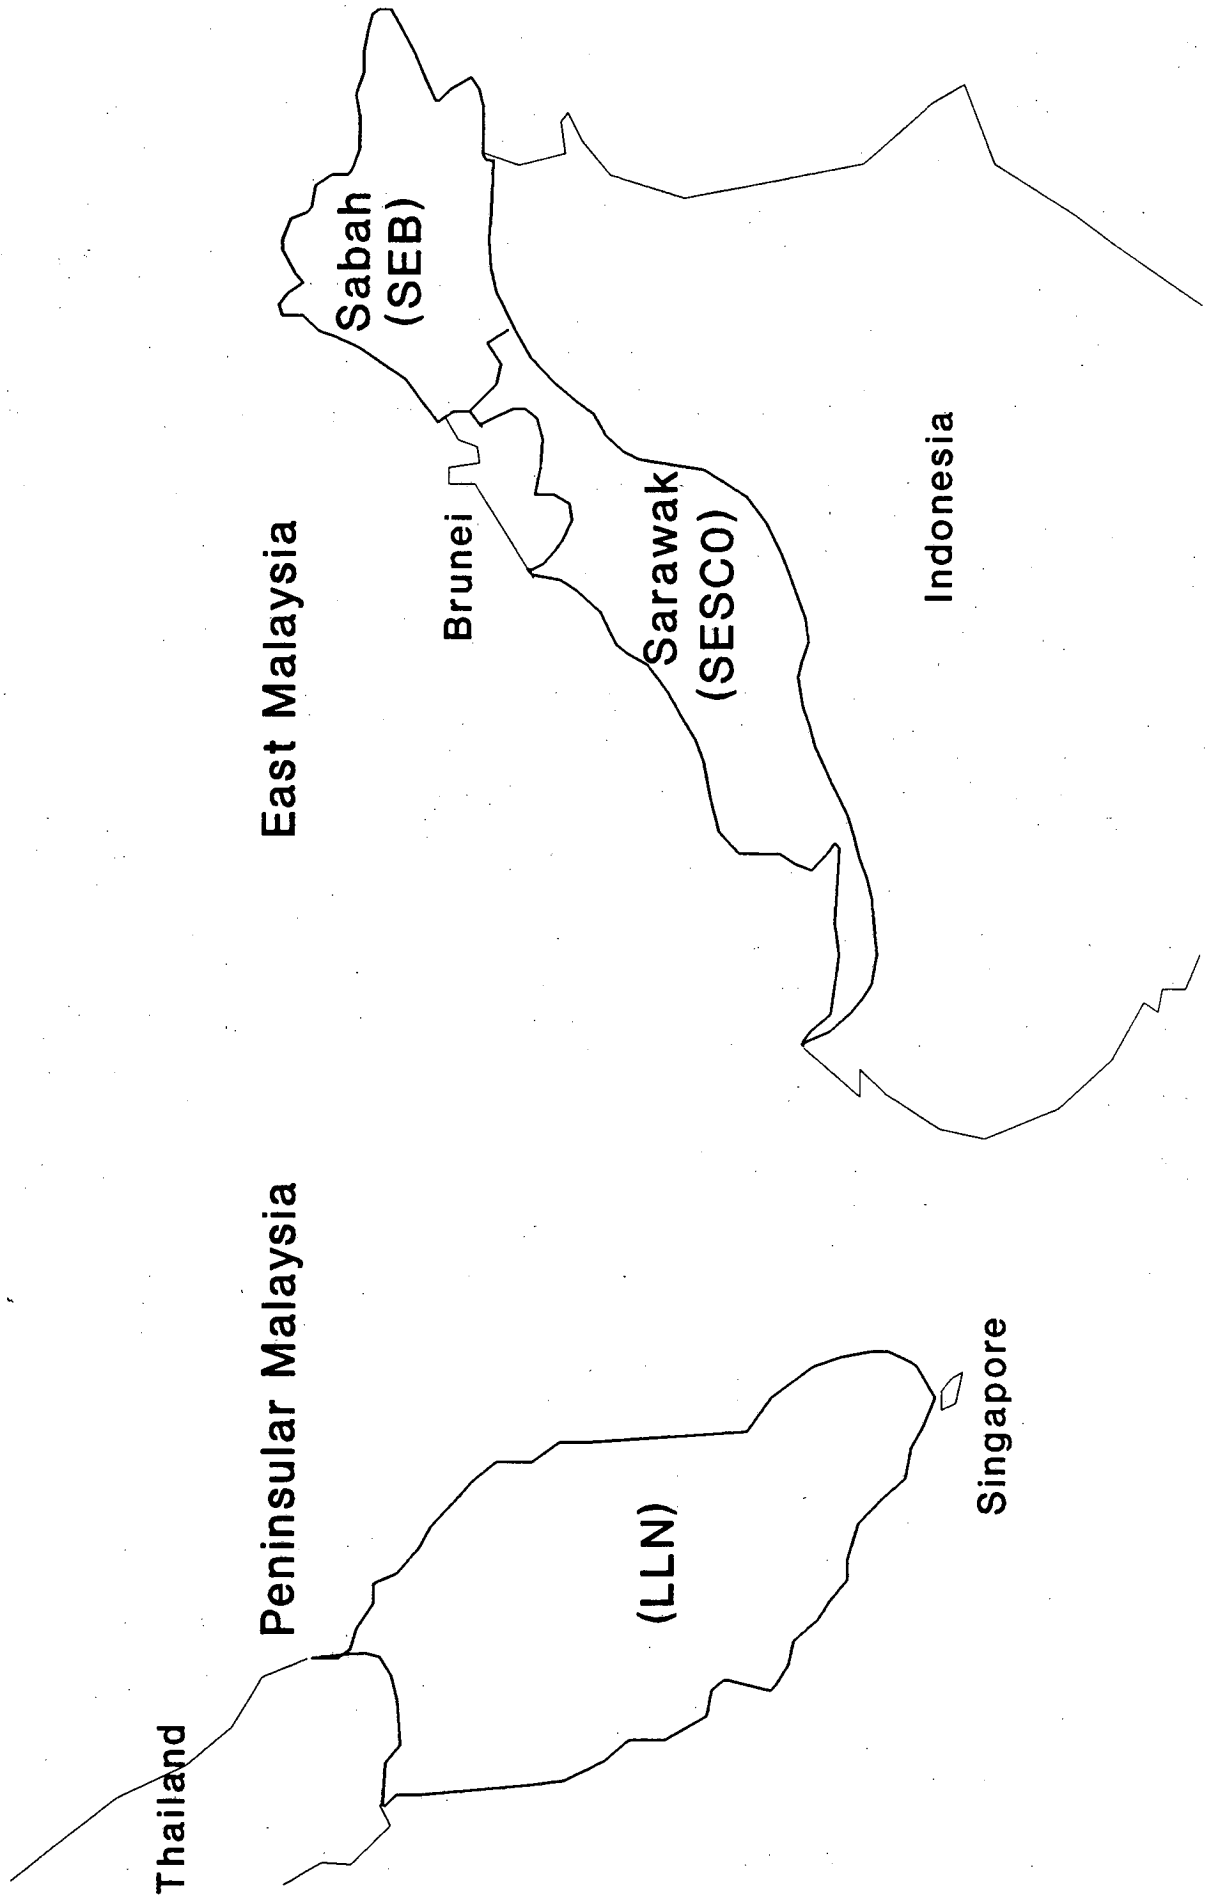 Peninsular Malaysia
East Malaysia
Thailand
Sabah
(SEB)
Brunei
Sarawak
(SESCO)
(LLN)
Indonesia
Singapore